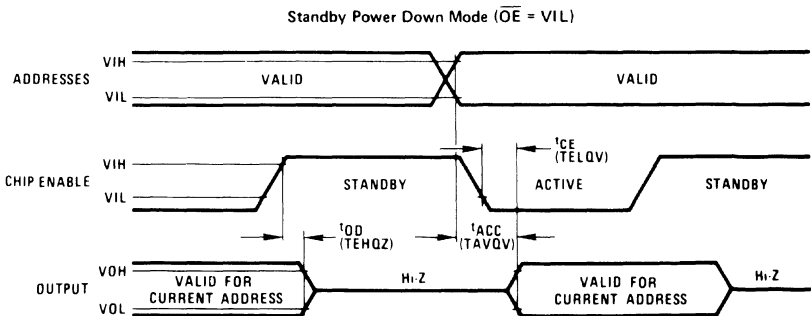 Standby Power Down Mode (OE = VIL)
VIH
ADDRESSES
VALID
VALID
VIL
tCE
(TELQV)
VIH
CHIP ENABLE
STANDBY
ACTIVE
STANDBY
VIL
tOD
(TEHQZ)
tACC
(TAVQV)
VOH
OUTPUT
VALID FOR
CURRENT ADDRESS
Hi-Z
VALID FOR
CURRENT ADDRESS
Hi-Z
VOL